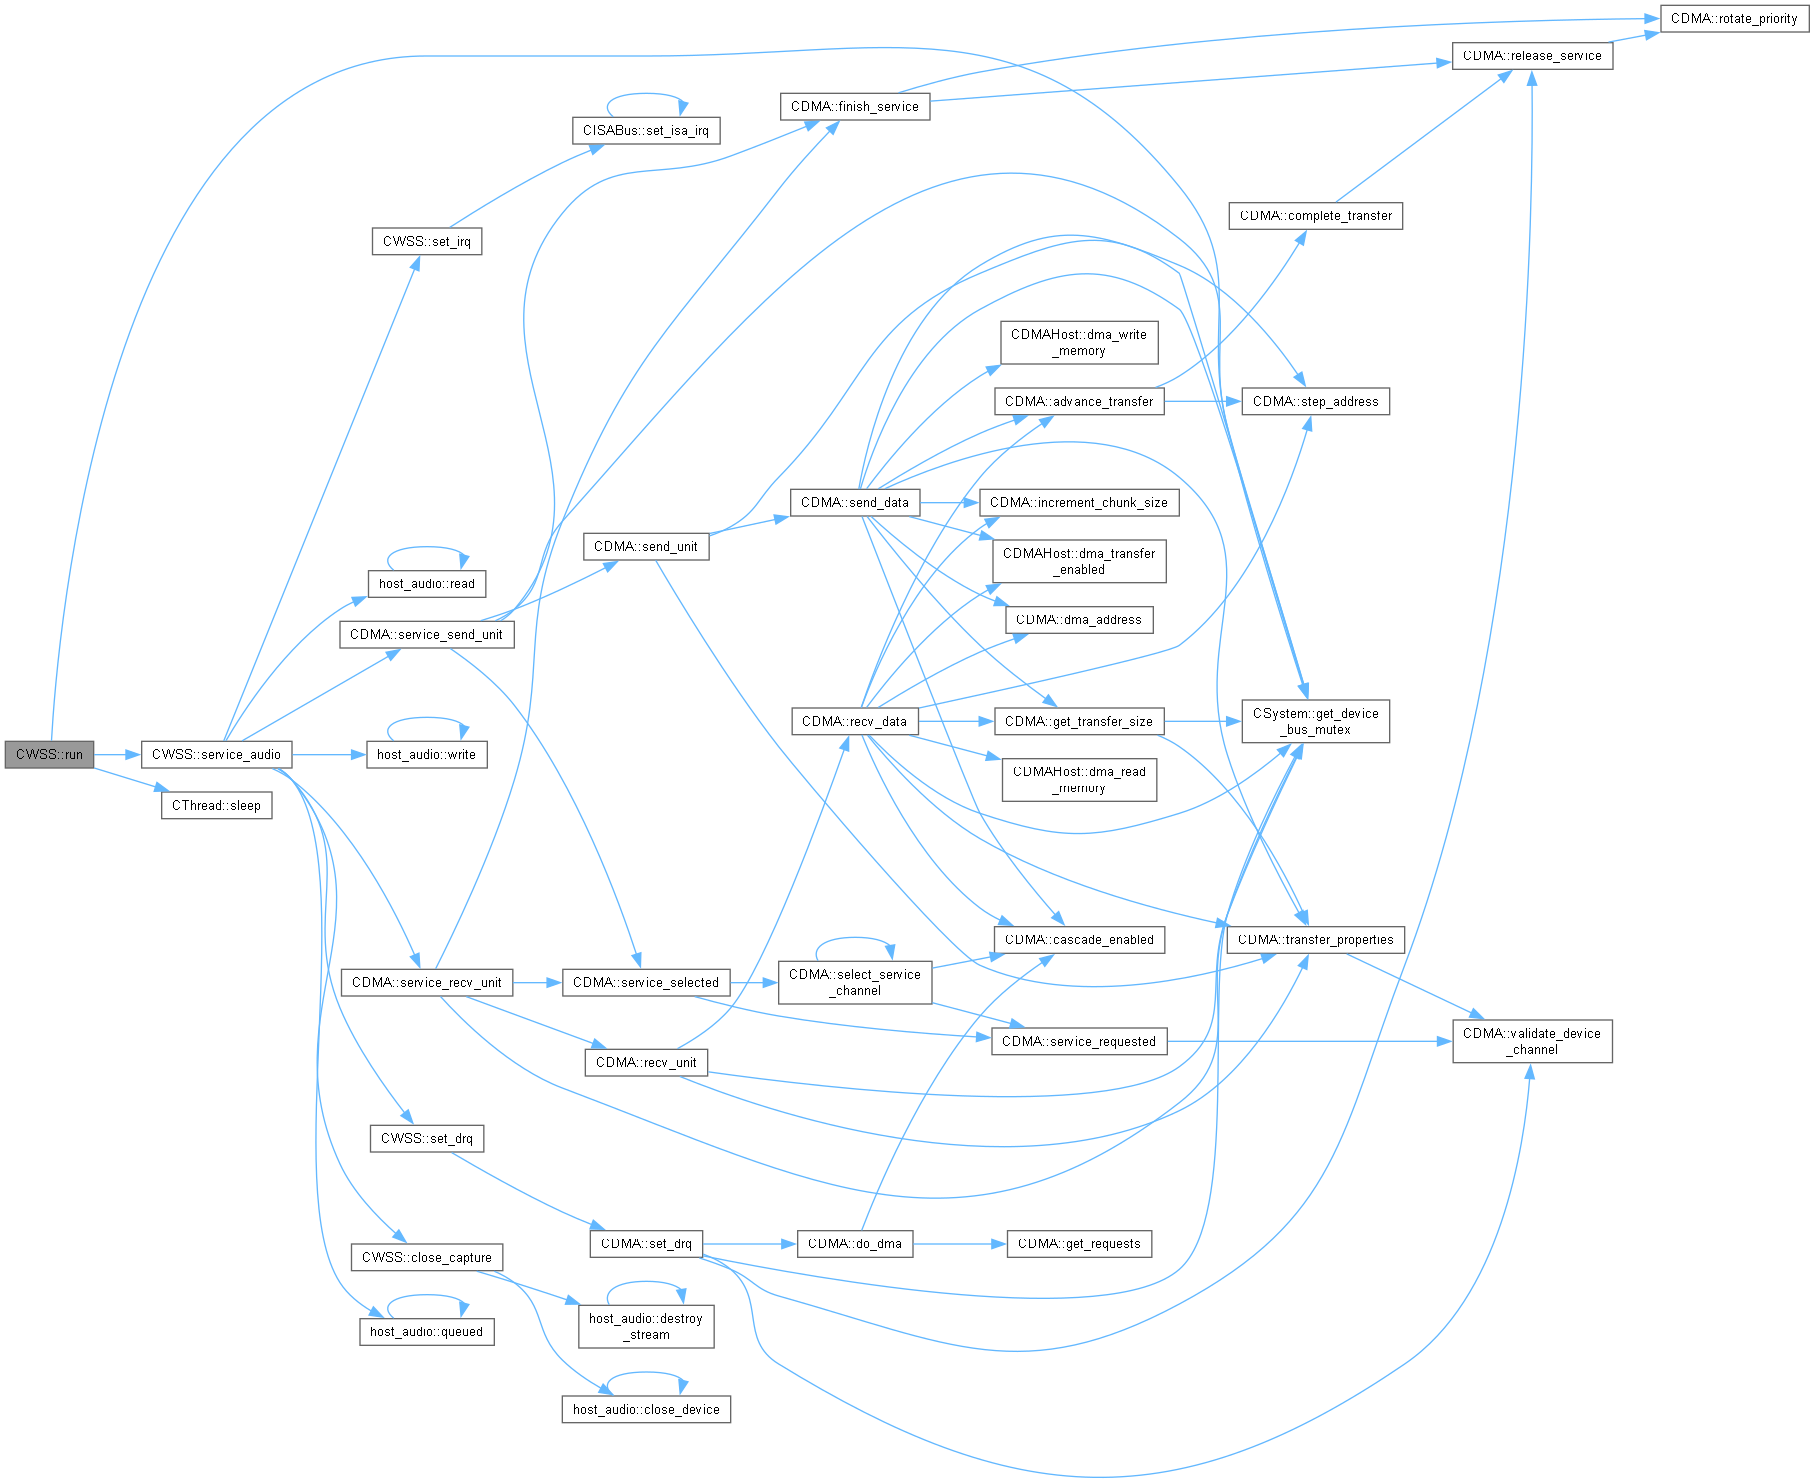 CDMA::rotate_priority
CDMA::release_service
CDMA::finish_service
CISABus::set_isa_irq
CDMA::complete_transfer
CWSS::set_irq
CDMAHost::dma_write
_memory
CDMA::advance_transfer
CDMA::step_address
CDMA::send_data
CDMA::increment_chunk_size
CDMA::send_unit
CDMAHost::dma_transfer
_enabled
host_audio::read
CDMA::dma_address
CDMA::service_send_unit
CDMA::recv_data
CDMA::get_transfer_size
CSystem::get_device
_bus_mutex
CWSS::run
CWSS::service_audio
host_audio::write
CDMAHost::dma_read
_memory
CThread::sleep
CDMA::cascade_enabled
CDMA::transfer_properties
CDMA::service_recv_unit
CDMA::service_selected
CDMA::select_service
_channel
CDMA::service_requested
CDMA::validate_device
_channel
CDMA::recv_unit
CWSS::set_drq
CDMA::set_drq
CDMA::do_dma
CDMA::get_requests
CWSS::close_capture
host_audio::destroy
_stream
host_audio::queued
host_audio::close_device